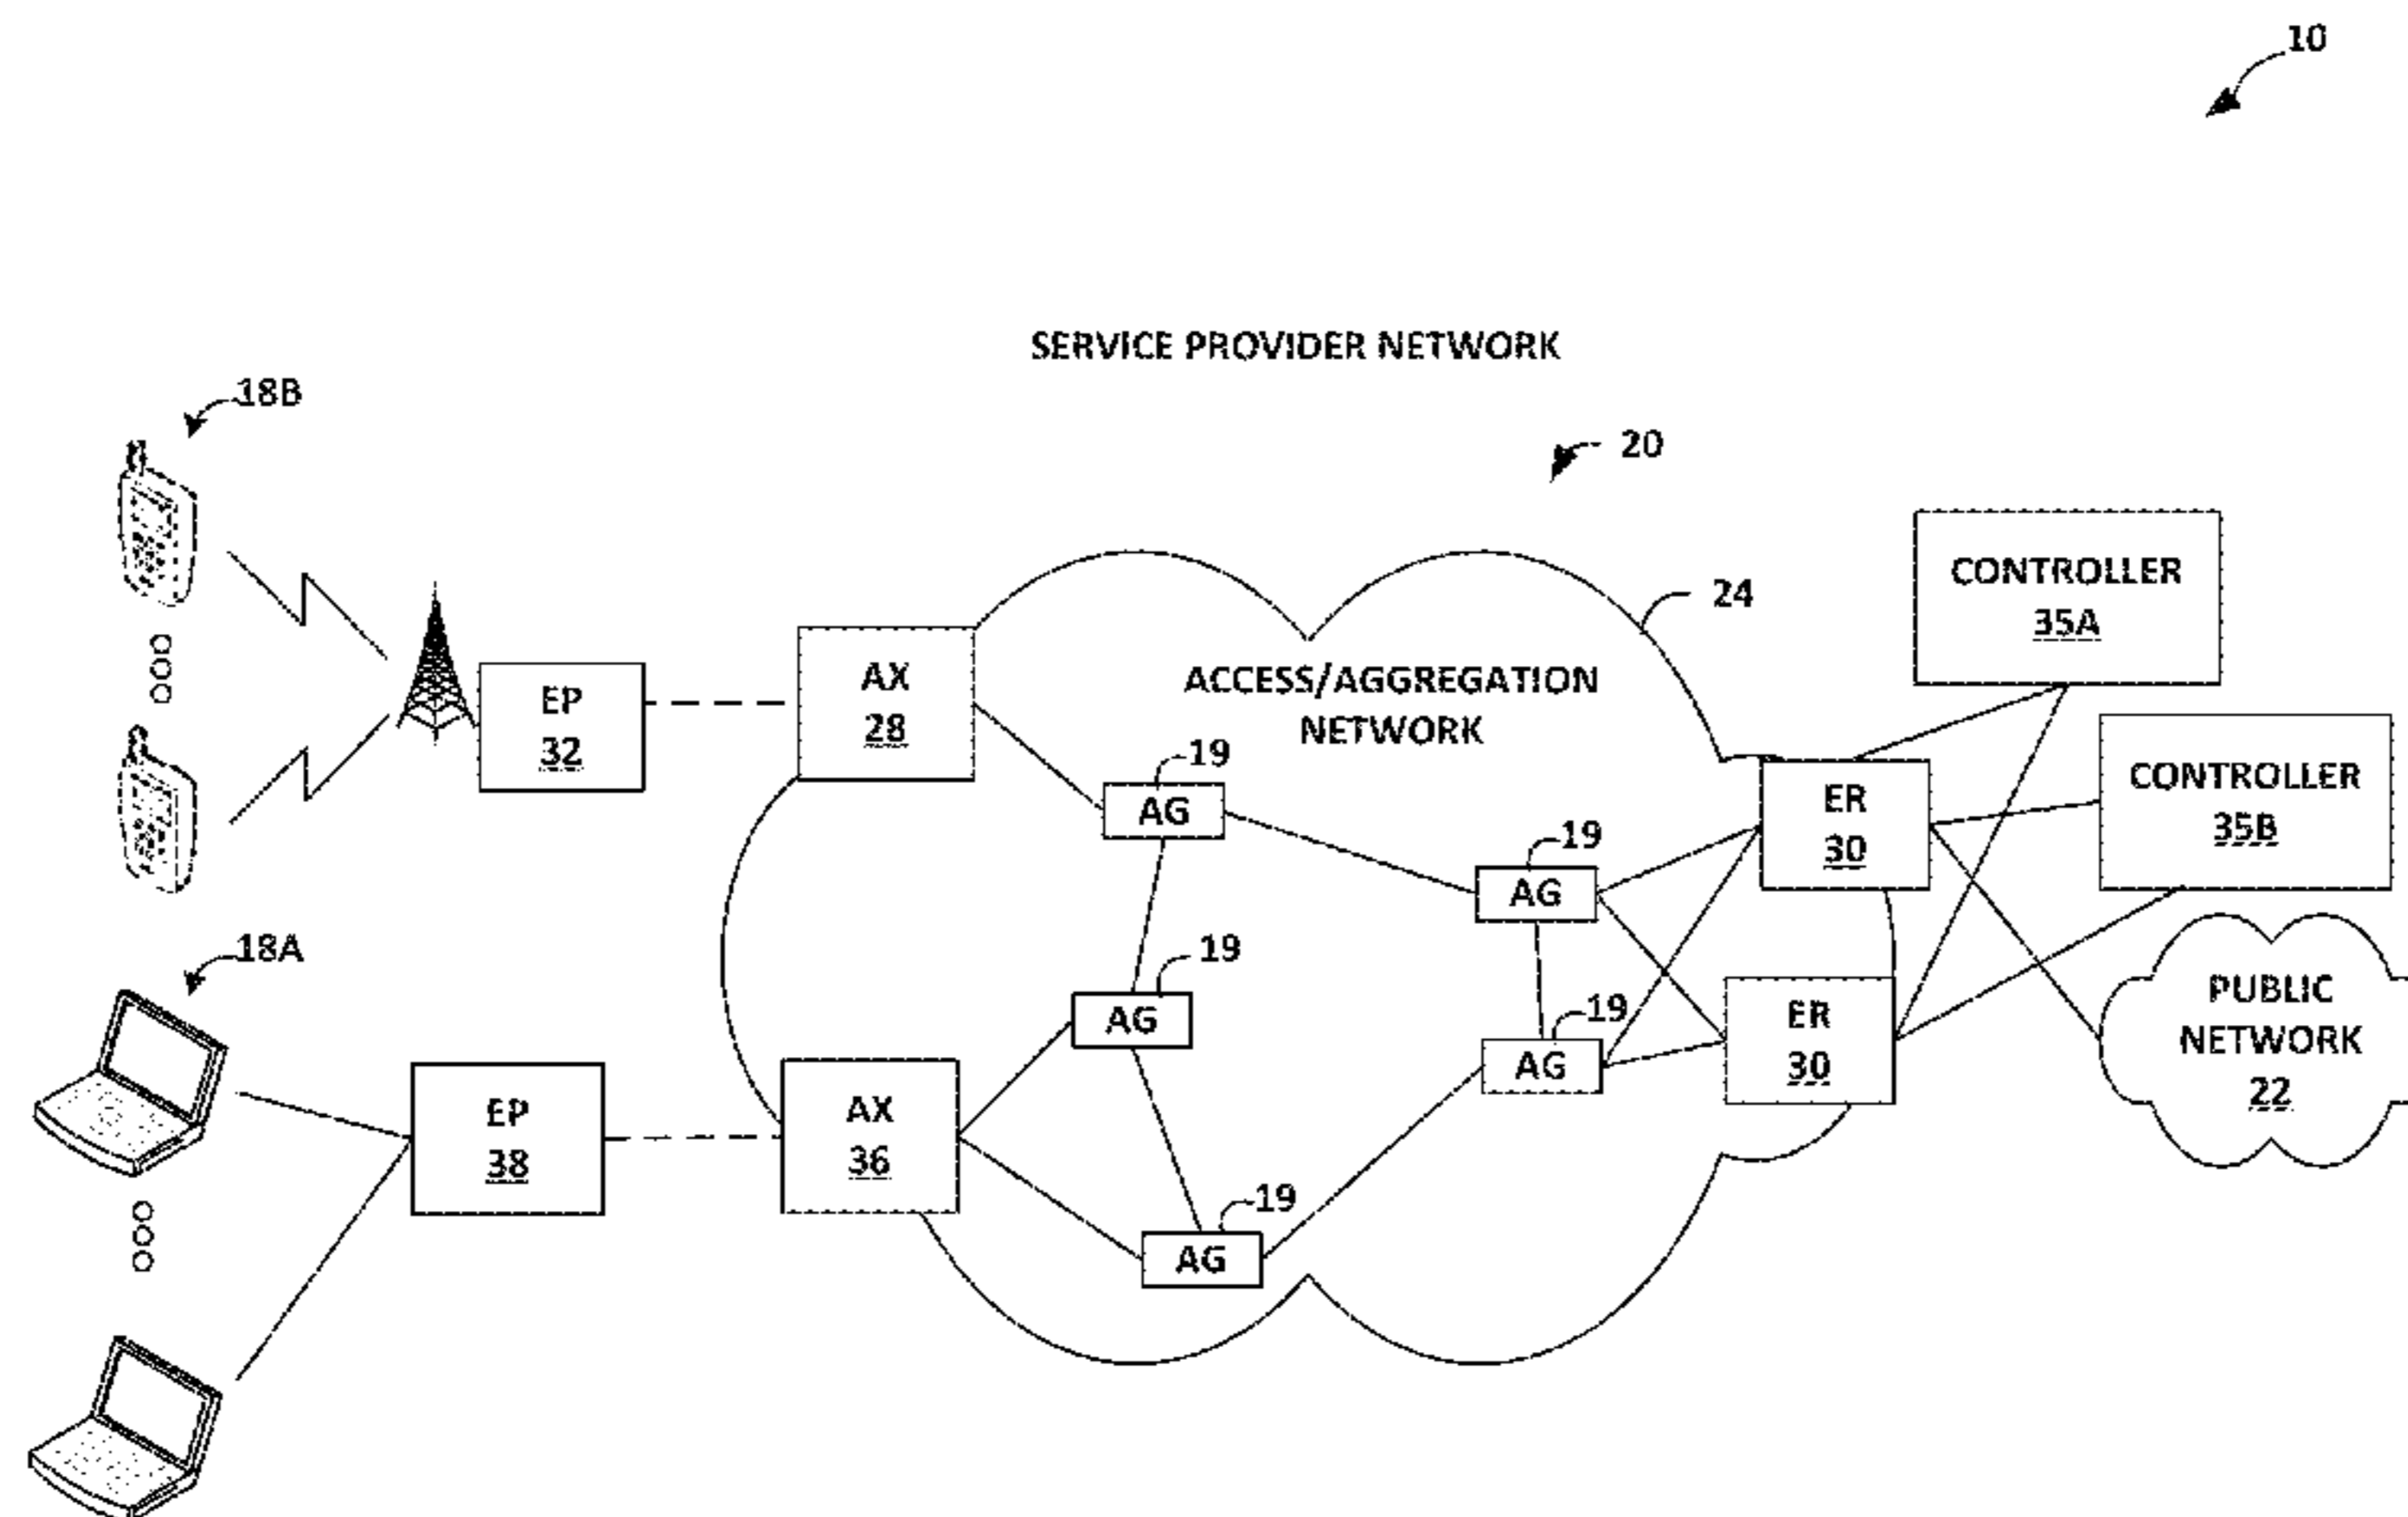 10
SERVICE PROVIDER NETWORK
18B
20
CONTROLLER
35A
24
ACCESS/AGGREGATION
NETWORK
AX
28
EP
32
19
AG
CONTROLLER
35B
ER
30
19
AG
18A
19
AG
19
AG
ER
30
PUBLIC
NETWORK
22
EP
38
AX
36
19
AG